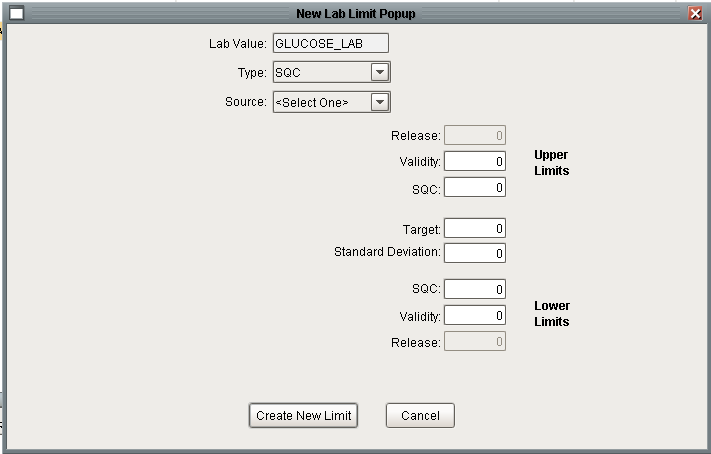 New Lab Limit Popup
Lab Value: GLUCOSE_LAB
Type: SQC
Source: <Select One>
Release: 0
Validity: 0
SQC: 0
Upper
Limits
Target: 0
Standard Deviation: 0
SQC: 0
Validity: 0
Release: 0
Lower
Limits
Create New Limit
Cancel